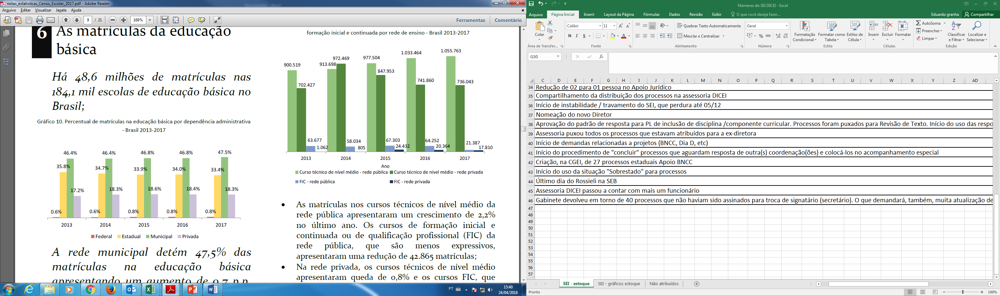 notas_estatisticas_Censo_Escolar_2017.pdf - Adobe Reader
Arquivo Editar Visualizar Janela Ajuda
9 / 21
169%
Ferramentas Comentário
6 As matrículas da educação
básica
Há 48,6 milhões de matrículas nas
184,1 mil escolas de educação básica no
Brasil;
Gráfico 10. Percentual de matrículas na educação básica por dependência administrativa
- Brasil 2013-2017
46.4% 46.4% 46.8% 46.8% 47.5%
35.8% 34.7% 33.9% 34.0% 33.4%
17.2% 18.3% 18.6% 18.4% 18.3%
0.6% 0.6% 0.8% 0.8% 0.8%
2013 2014 2015 2016 2017
Federal Estadual Municipal Privada
A rede municipal detém 47,5% das
matrículas na educação básica
apresentando um aumento de 0,7 p.p.
formação inicial e continuada por rede de ensino - Brasil 2013-2017
900.519 913.698 972.469 977.504 1.033.464 1.055.763
702.427 847.953 741.860 736.043
63.677 58.034 67.303 64.252 21.387
1.062 805 24.432 20.364 17.810
2013 2014 2015 2016 2017
Ano
Curso técnico de nível médio - rede pública Curso técnico de nível médio - rede privada
FIC - rede pública FIC - rede privada
• As matrículas nos cursos técnicos de nível médio da
rede pública apresentaram um crescimento de 2,2%
no último ano. Os cursos de formação inicial e
continuada ou de qualificação profissional (FIC) da
rede pública, que são menos expressivos,
apresentaram uma redução de 42.865 matrículas;
• Na rede privada, os cursos técnicos de nível médio
apresentaram queda de 0,8% e os cursos FIC, que
PT
15:40
24/04/2018
Números do SEI DICEI - Excel
Arquivo Página Inicial Inserir Layout da Página Fórmulas Dados Revisão Exibir O que você deseja fazer... Eduardo granha Compartilhar
Colar
Área de Transfer...
Calibri 11
N I S
Fonte
Quebrar Texto Automaticamente
Mesclar e Centralizar
Alinhamento
Geral
% 000
Número
Formatação Condicional
Formatar como Tabela
Estilos de Célula
Estilo
Inserir Excluir Formatar
Células
AutoSoma
Preencher
Limpar
Classificar e Filtrar
Localizar e Selecionar
Edição
G50
fx
C D E F G H I J K L M N O P Q R S T U V W X Y Z AD
34 Redução de 02 para 01 pessoa no Apoio Jurídico
35 Compartilhamento da distribuição dos processos na assessoria DICEI
36 Início de instabilidade / travamento do SEI, que perdura até 05/12
37 Nomeação do novo Diretor
38 Aprovação do padrão de resposta para PL de inclusão de disciplina /componente curricular. Processos foram puxados para Revisão de Texto. Início do uso das respo
39 Assessoria puxou todos os processos que estavam atribuídos para a ex-diretora
40 Início de demandas relacionadas a projetos (BNCC, Dia D, etc)
41 Início do procedimento de "concluir" processos que aguardam resposta de outra(s) coordenação(ões) e colocá-los no acompanhamento especial
42 Criação, na CGEI, de 27 processos estaduais Apoio BNCC
43 Início do uso da situação "Sobrestado" para processos
44 Último dia do Rossieli na SEB
45 Assessoria DICEI passou a contar com mais um funcionário
46 Gabinete devolveu em torno de 40 processos que não haviam sido assinados para troca de signatário (secretário). O que demandará, também, muita atualização de
47
48
49
50
51
52
53
54
55
56
57
SEI - estoque SEI - gráficos estoque Não atribuídos
Pronto
100%